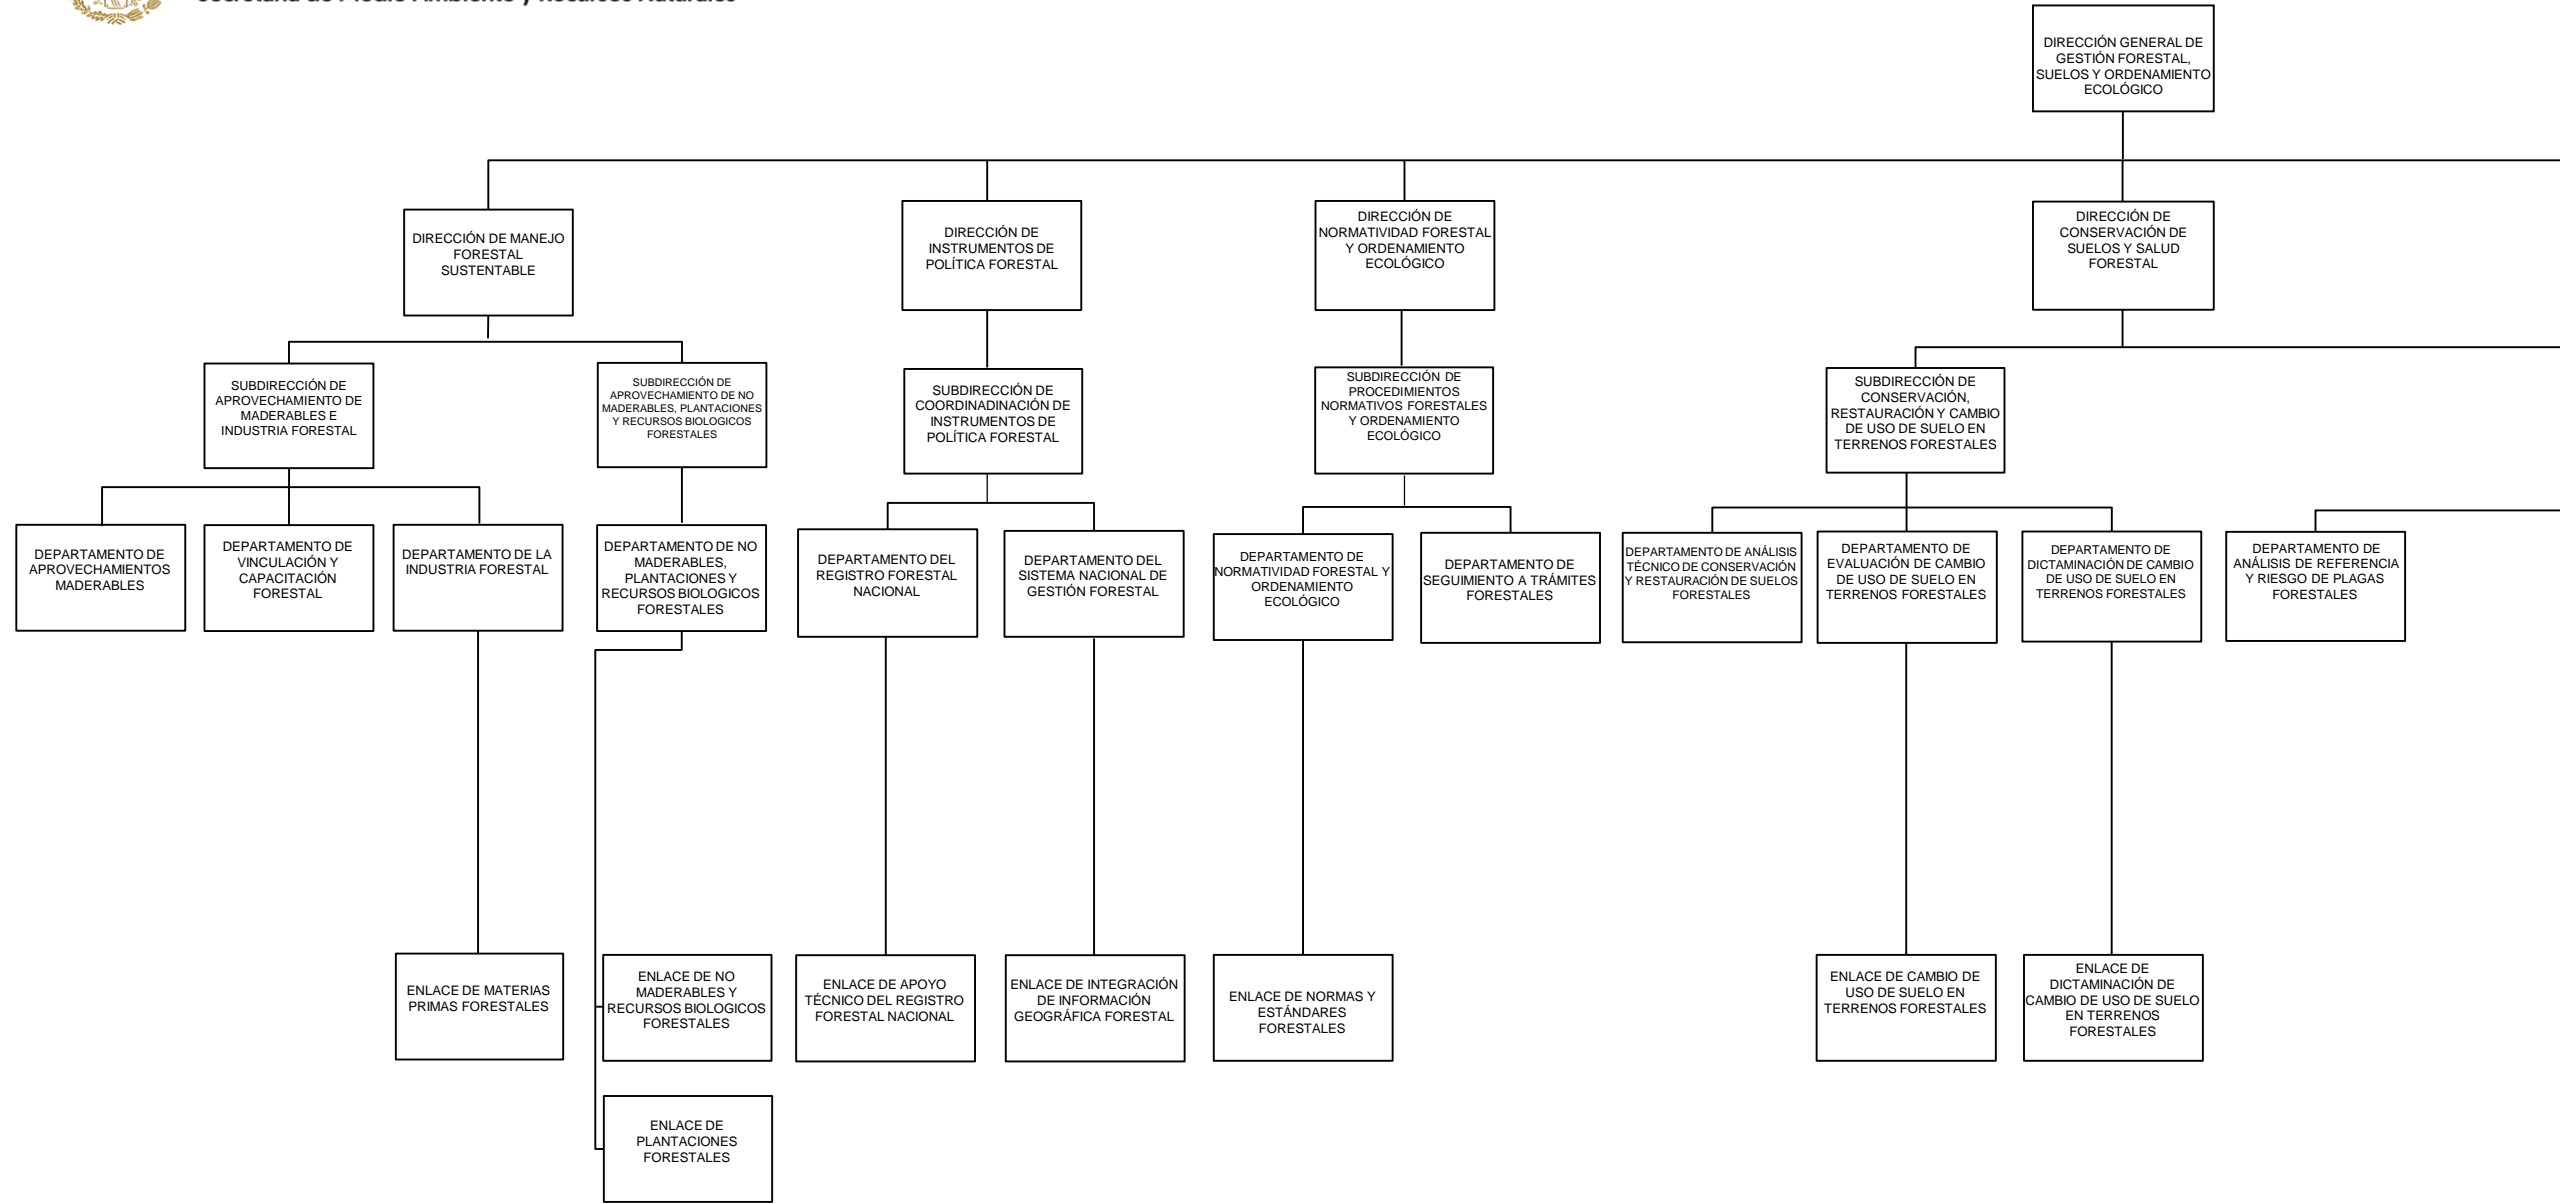 DIRECCIÓN GENERAL DE
GESTIÓN FORESTAL,
SUELOS Y ORDENAMIENTO
ECOLÓGICO
DIRECCIÓN DE MANEJO
FORESTAL
SUSTENTABLE
DIRECCIÓN DE
INSTRUMENTOS DE
POLÍTICA FORESTAL
DIRECCIÓN DE
NORMATIVIDAD FORESTAL
Y ORDENAMIENTO
ECOLÓGICO
DIRECCIÓN DE
CONSERVACIÓN DE
SUELOS Y SALUD
FORESTAL
SUBDIRECCIÓN DE
APROVECHAMIENTO DE
MADERABLES E
INDUSTRIA FORESTAL
SUBDIRECCIÓN DE
APROVECHAMIENTO DE NO
MADERABLES, PLANTACIONES
Y RECURSOS BIOLOGICOS
FORESTALES
SUBDIRECCIÓN DE
COORDINADINACIÓN DE
INSTRUMENTOS DE
POLÍTICA FORESTAL
SUBDIRECCIÓN DE
PROCEDIMIENTOS
NORMATIVOS FORESTALES
Y ORDENAMIENTO
ECOLÓGICO
SUBDIRECCIÓN DE
CONSERVACIÓN,
RESTAURACIÓN Y CAMBIO
DE USO DE SUELO EN
TERRENOS FORESTALES
DEPARTAMENTO DE
APROVECHAMIENTOS
MADERABLES
DEPARTAMENTO DE
VINCULACIÓN Y
CAPACITACIÓN
FORESTAL
DEPARTAMENTO DE LA
INDUSTRIA FORESTAL
DEPARTAMENTO DE NO
MADERABLES,
PLANTACIONES Y
RECURSOS BIOLOGICOS
FORESTALES
DEPARTAMENTO DEL
REGISTRO FORESTAL
NACIONAL
DEPARTAMENTO DEL
SISTEMA NACIONAL DE
GESTIÓN FORESTAL
DEPARTAMENTO DE
NORMATIVIDAD FORESTAL Y
ORDENAMIENTO
ECOLÓGICO
DEPARTAMENTO DE
SEGUIMIENTO A TRÁMITES
FORESTALES
DEPARTAMENTO DE ANÁLISIS
TÉCNICO DE CONSERVACIÓN
Y RESTAURACIÓN DE SUELOS
FORESTALES
DEPARTAMENTO DE
EVALUACIÓN DE CAMBIO
DE USO DE SUELO EN
TERRENOS FORESTALES
DEPARTAMENTO DE
DICTAMINACIÓN DE CAMBIO
DE USO DE SUELO EN
TERRENOS FORESTALES
DEPARTAMENTO DE
ANÁLISIS DE REFERENCIA
Y RIESGO DE PLAGAS
FORESTALES
ENLACE DE MATERIAS
PRIMAS FORESTALES
ENLACE DE NO
MADERABLES Y
RECURSOS BIOLOGICOS
FORESTALES
ENLACE DE APOYO
TÉCNICO DEL REGISTRO
FORESTAL NACIONAL
ENLACE DE INTEGRACIÓN
DE INFORMACIÓN
GEOGRÁFICA FORESTAL
ENLACE DE NORMAS Y
ESTÁNDARES
FORESTALES
ENLACE DE CAMBIO DE
USO DE SUELO EN
TERRENOS FORESTALES
ENLACE DE
DICTAMINACIÓN DE
CAMBIO DE USO DE SUELO
EN TERRENOS
FORESTALES
ENLACE DE
PLANTACIONES
FORESTALES